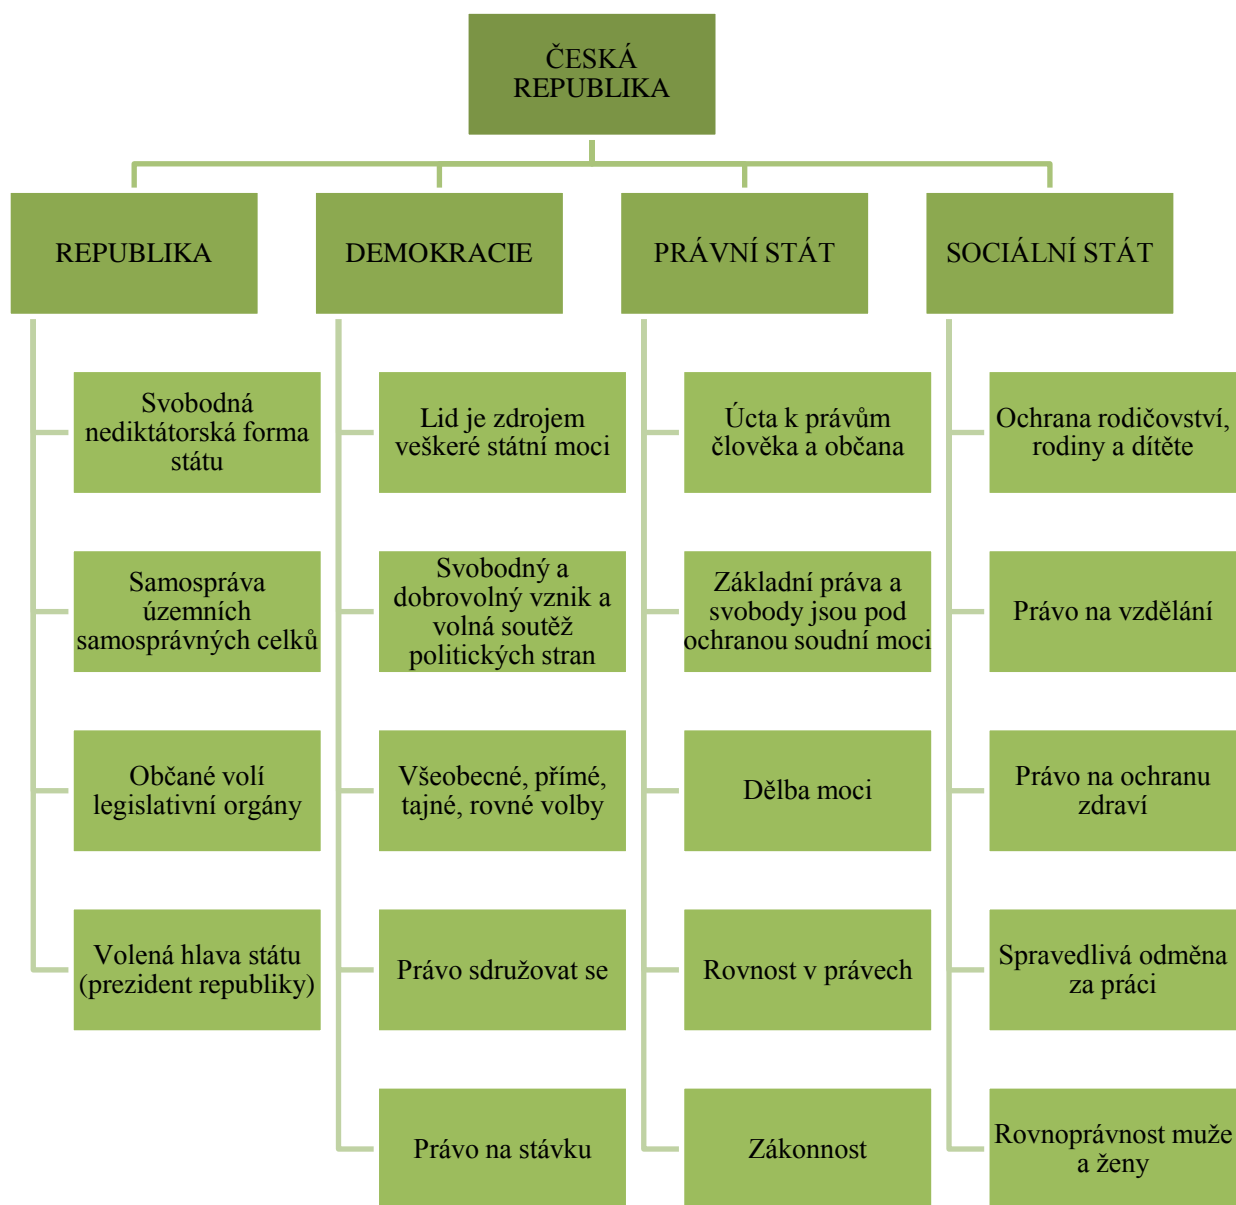 ČESKÁ
REPUBLIKA
REPUBLIKA
DEMOKRACIE
PRÁVNÍ STÁT
SOCIÁLNÍ STÁT
Svobodná
nediktátorská forma
státu
Samospráva
územních
samosprávných celků
Občané volí
legislativní orgány
Volená hlava státu
(prezident republiky)
Lid je zdrojem
veškeré státní moci
Svobodný a
dobrovolný vznik a
volná soutěž
politických stran
Všeobecné, přímé,
tajné, rovné volby
Právo sdružovat se
Právo na stávku
Úcta k právům
člověka a občana
Základní práva a
svobody jsou pod
ochranou soudní moci
Dělba moci
Rovnost v právech
Zákonnost
Ochrana rodičovství,
rodiny a dítěte
Právo na vzdělání
Právo na ochranu
zdraví
Spravedlivá odměna
za práci
Rovnoprávnost muže
a ženy